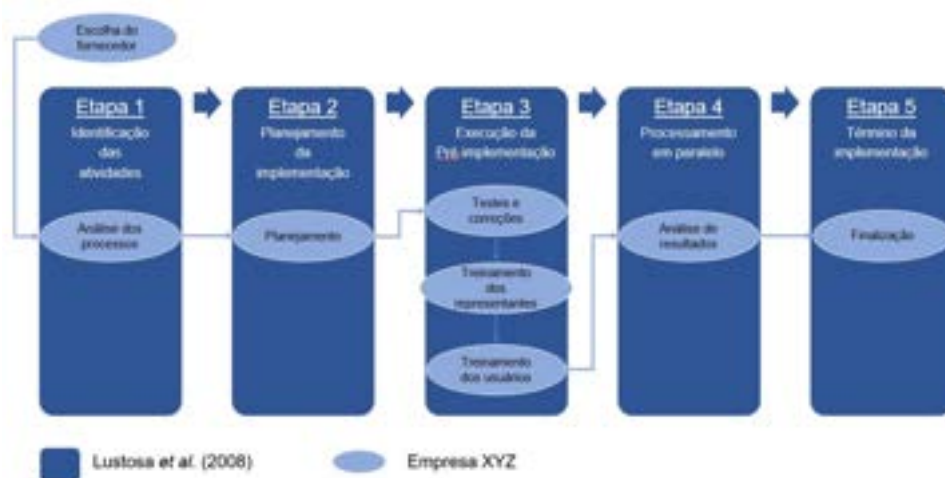 Escolha do
fornecedor
Etapa 1
Identificação
das
atividades
Análise dos
processos
Etapa 2
Planejamento
da
implementação
Planejamento
Etapa 3
Execução da
Pré implementação
Testes e
correções
Treinamento
dos
representantes
Treinamento
dos usuários
Etapa 4
Processamento
em paralelo
Análise de
resultados
Etapa 5
Término da
implementação
Finalização
Lustosa et al. (2008)
Empresa XYZ